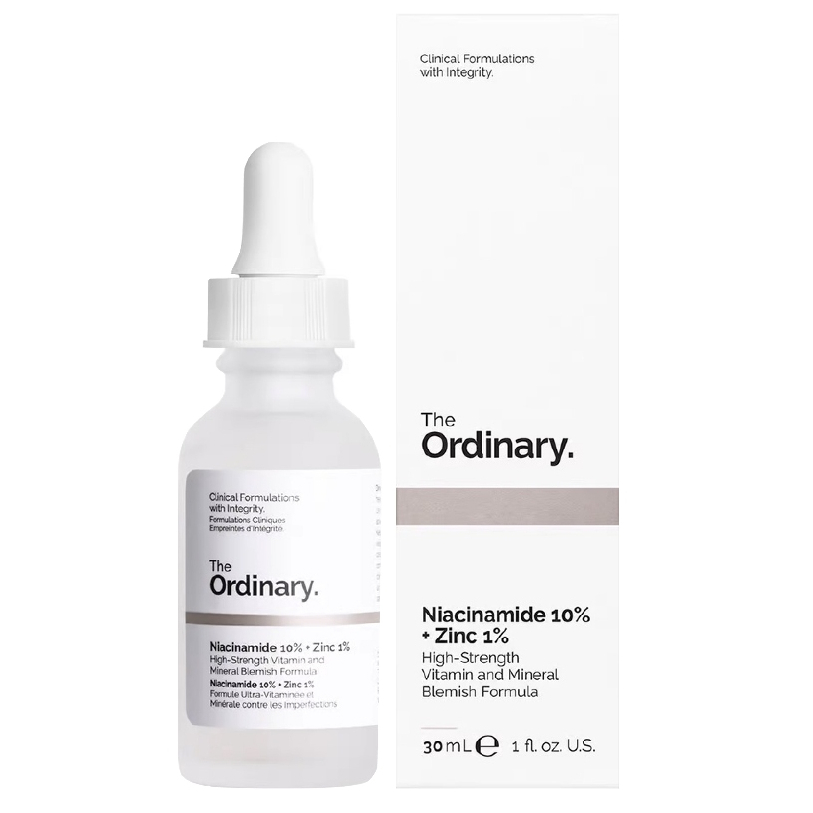 Clinical Formulations
with Integrity.
The
Ordinary.
Niacinamide 10%
+ Zinc 1%
High-Strength
Vitamin and Mineral
Blemish Formula
30 mL e 1 fl. oz. U.S.
Clinical Formulations
with Integrity.
Formulations Cliniques
Empreintes d'Intégrité.
The
Ordinary.
Niacinamide 10% + Zinc 1%
High-Strength Vitamin and
Mineral Blemish Formula
Niacinamide 10% + Zinc 1%
Formule Ultra-Vitaminée et
Minérale contre les Imperfections